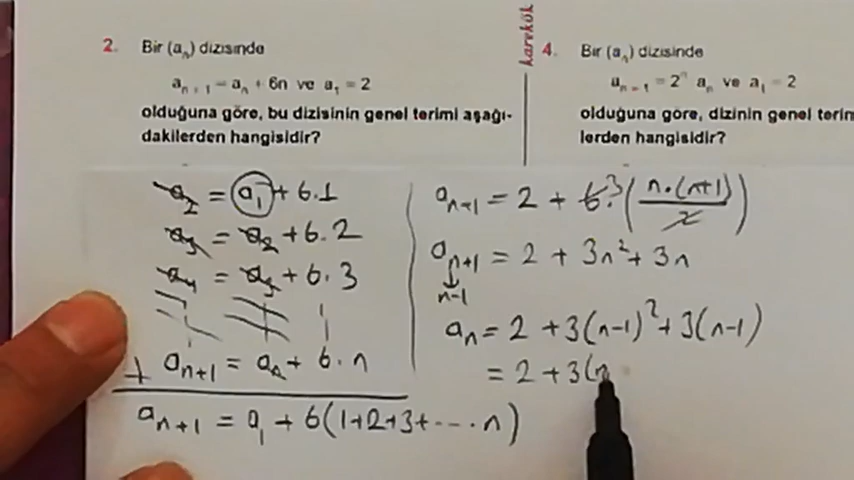 2. Bir (aₙ) dizisinde
aₙ₊₁ = aₙ + 6n ve a₁ = 2
olduğuna göre, bu dizisinin genel terimi aşağı-
dakilerden hangisidir?
a₂ = a₁ + 6.1
a₃ = a₂ + 6.2
a₄ = a₃ + 6.3
+ aₙ₊₁ = aₙ + 6.n
aₙ₊₁ = a₁ + 6(1+2+3+----.n)
karekök
4. Bir (aₙ) dizisinde
aₙ₊₁ = 2ⁿ aₙ ve a₁ = 2
olduğuna göre, dizinin genel terim
lerden hangisidir?
aₙ₊₁ = 2 + 6.³(n.(n+1)/2)
aₙ₊₁ = 2 + 3n² + 3n
n-1
aₙ = 2 + 3(n-1)² + 3(n-1)
= 2 + 3(n